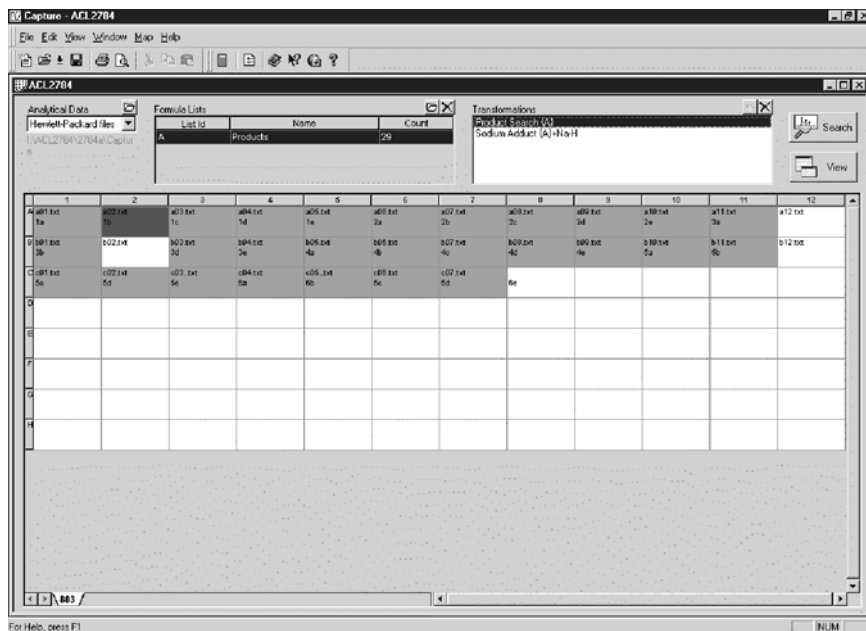 Capture - ACL2784
File Edit View Window Map Help
ACL2784
Analytical Data Formula Lists Transformations
Hewlett-Packard files List Id Name Count Product Search {A}
A Products 29 Sodium Adduct {A}+Na-H
Search
View
1 2 3 4 5 6 7 8 9 10 11 12
A a01.txt a02.txt a03.txt a04.txt a05.txt a06.txt a07.txt a08.txt a09.txt a10.txt a11.txt a12.txt
1a 1b 1c 1d 1e 2a 2b 2c 2d 2e 3a
B b01.txt b02.txt b03.txt b04.txt b05.txt b06.txt b07.txt b08.txt b09.txt b10.txt b11.txt b12.txt
3b 3d 3e 4a 4b 4c 4d 4e 5a
C c01.txt c02.txt c03..txt c04.txt c05..txt c06.txt c07.txt
5d 5e 6a 6b 6c 6d 6e
D
E
F
G
H
803
For Help, press F1 NUM